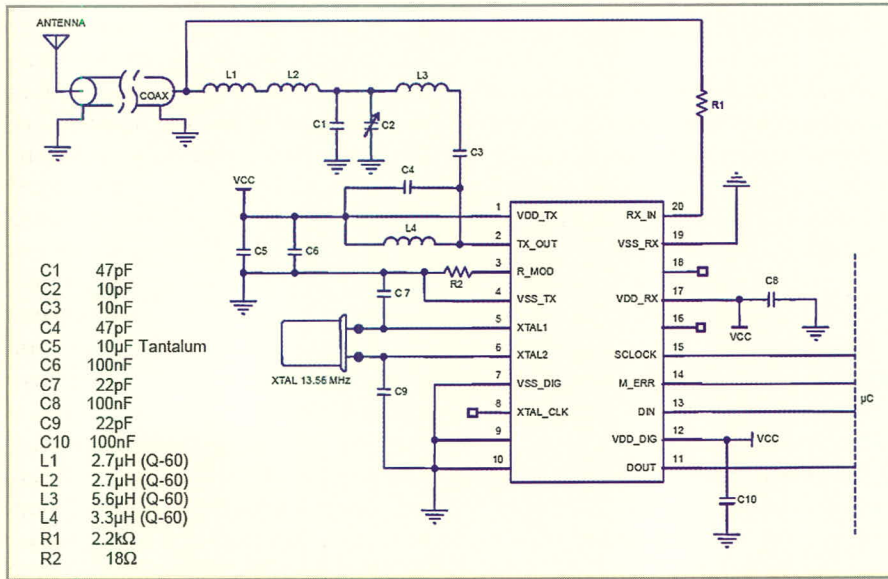 ANTENNA
COAX
L1
L2
L3
C1
C2
C3
R1
VCC
C4
L4
C5
C6
R2
C7
XTAL 13.56 MHz
C9
1 VDD_TX
2 TX_OUT
3 R_MOD
4 VSS_TX
5 XTAL1
6 XTAL2
7 VSS_DIG
8 XTAL_CLK
9
10
RX_IN 20
VSS_RX 19
18
VDD_RX 17
16
SCLOCK 15
M_ERR 14
DIN 13
VDD_DIG 12
DOUT 11
C8
VCC
µC
VCC
C10
C1 47pF
C2 10pF
C3 10nF
C4 47pF
C5 10µF Tantalum
C6 100nF
C7 22pF
C8 100nF
C9 22pF
C10 100nF
L1 2.7µH (Q-60)
L2 2.7µH (Q-60)
L3 5.6µH (Q-60)
L4 3.3µH (Q-60)
R1 2.2kΩ
R2 18Ω